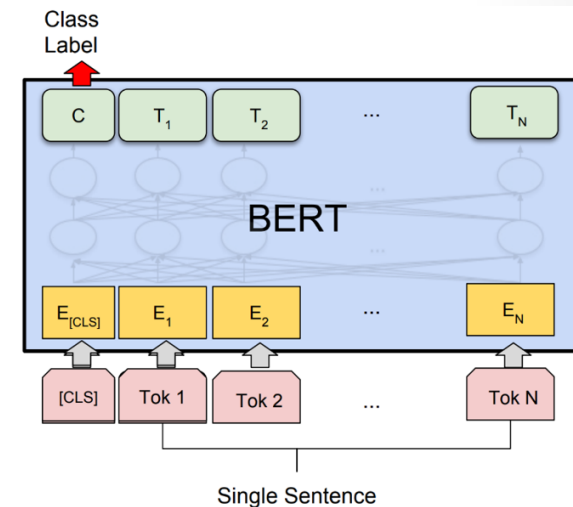 Class
Label
C T1 T2 ... TN
...
...
BERT
E[CLS] E1 E2 ... EN
[CLS] Tok 1 Tok 2 ... Tok N
Single Sentence